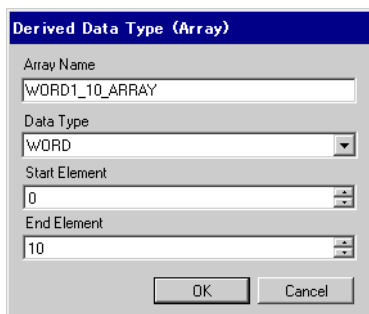 Derived Data Type (Array)
Array Name
WORD1_10_ARRAY
Data Type
WORD
Start Element
0
End Element
10
OK Cancel